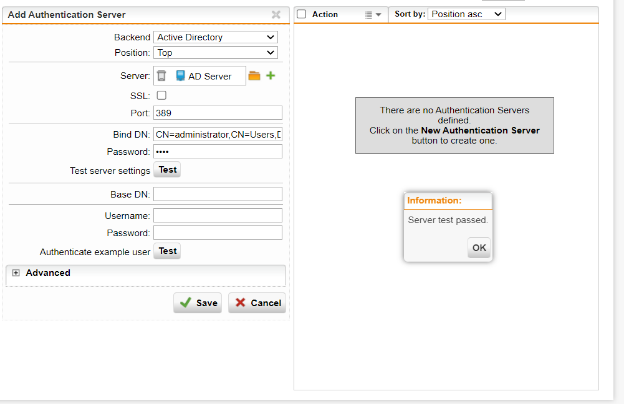 Add Authentication Server
Backend Active Directory
Position: Top
Server: AD Server
SSL:
Port: 389
Bind DN: CN=administrator,CN=Users,D
Password: ••••
Test server settings Test
Base DN:
Username:
Password:
Authenticate example user Test
Advanced
Save Cancel
Action Sort by: Position asc
There are no Authentication Servers
defined.
Click on the New Authentication Server
button to create one.
Information:
Server test passed.
OK